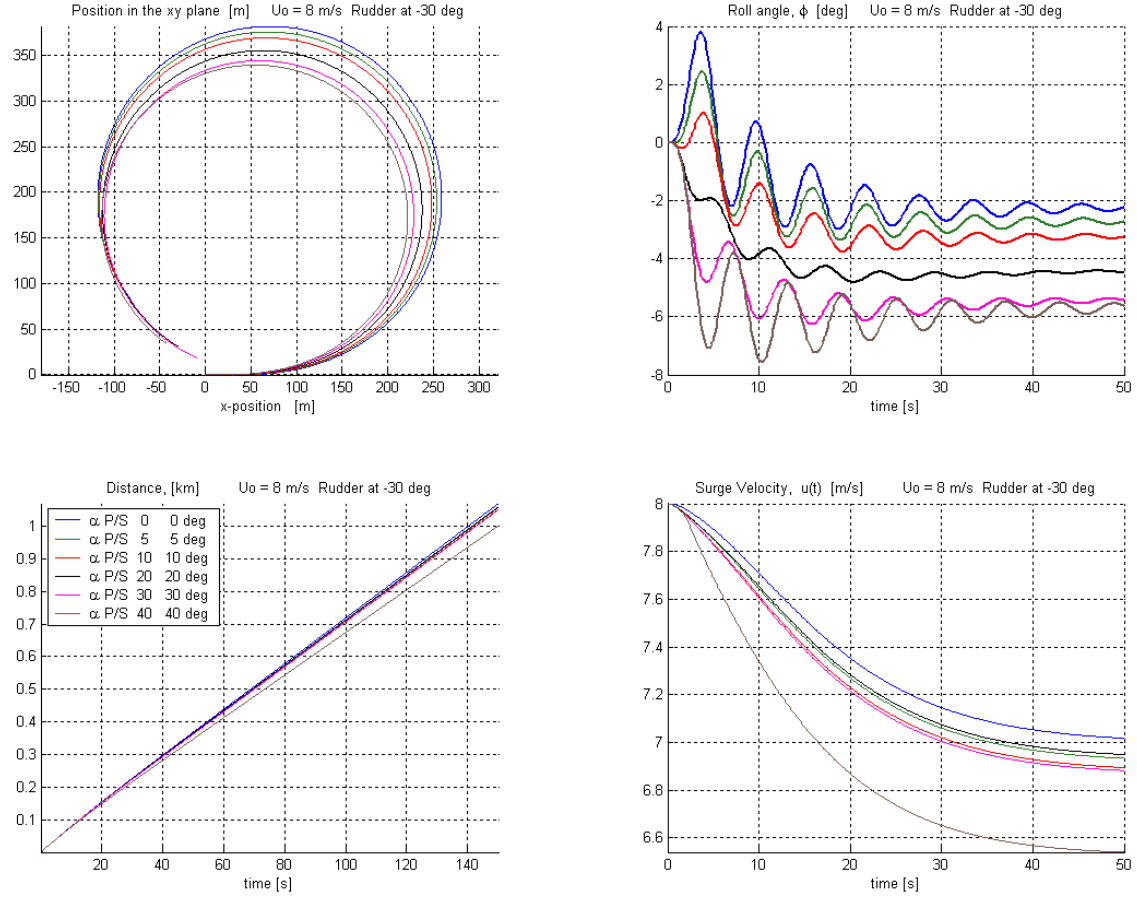 Position in the xy plane [m] Uo = 8 m/s Rudder at -30 deg
350
300
250
200
150
100
50
0
-150 -100 -50 0 50 100 150 200 250 300
x-position [m]
Roll angle, ϕ [deg] Uo = 8 m/s Rudder at -30 deg
4
2
0
-2
-4
-6
-8
0 10 20 30 40 50
time [s]
Distance, [km] Uo = 8 m/s Rudder at -30 deg
α P/S 0 0 deg
α P/S 5 5 deg
α P/S 10 10 deg
α P/S 20 20 deg
α P/S 30 30 deg
α P/S 40 40 deg
1
0.9
0.8
0.7
0.6
0.5
0.4
0.3
0.2
0.1
20 40 60 80 100 120 140
time [s]
Surge Velocity, u(t) [m/s] Uo = 8 m/s Rudder at -30 deg
8
7.8
7.6
7.4
7.2
7
6.8
6.6
0 10 20 30 40 50
time [s]